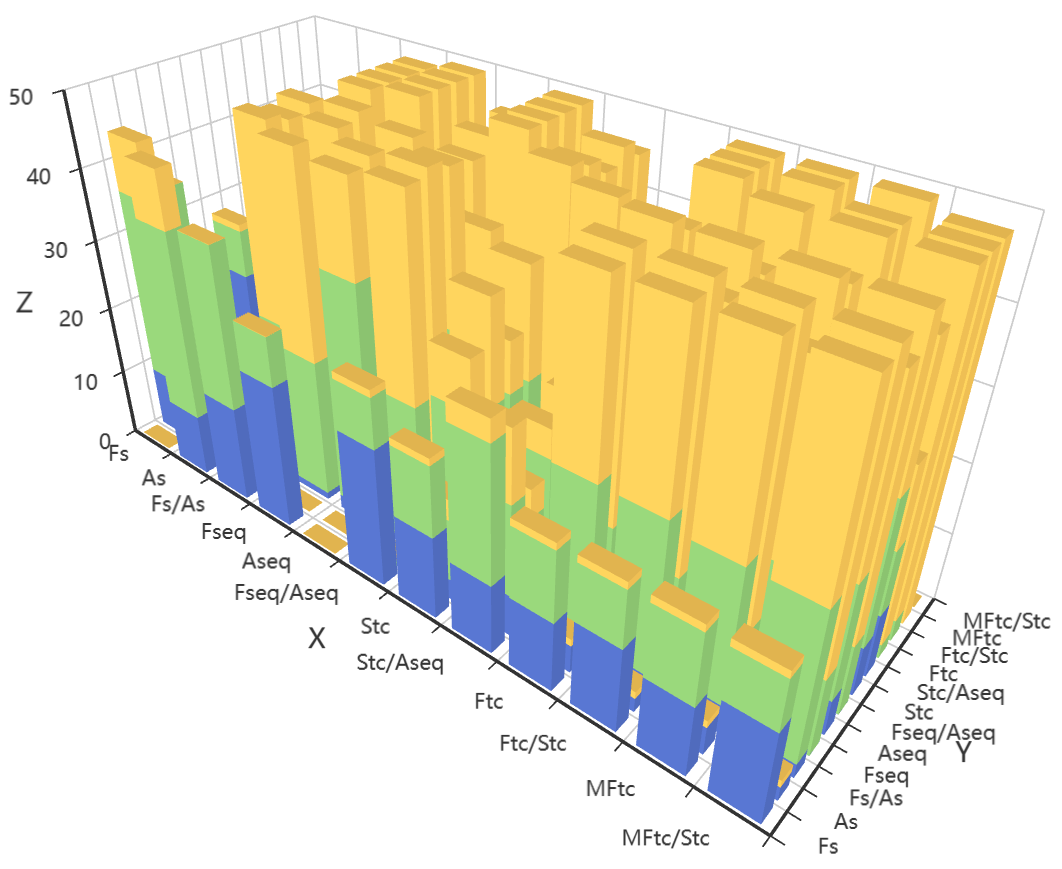 50
40
30
20
10
0
Z
Fs
As
Fs/As
Fseq
Aseq
Fseq/Aseq
Stc
Stc/Aseq
Ftc
Ftc/Stc
MFtc
MFtc/Stc
X
MFtc/Stc
MFtc
Ftc/Stc
Ftc
Stc/Aseq
Stc
Fseq/Aseq
Aseq
Fseq
Fs/As
As
Fs
Y